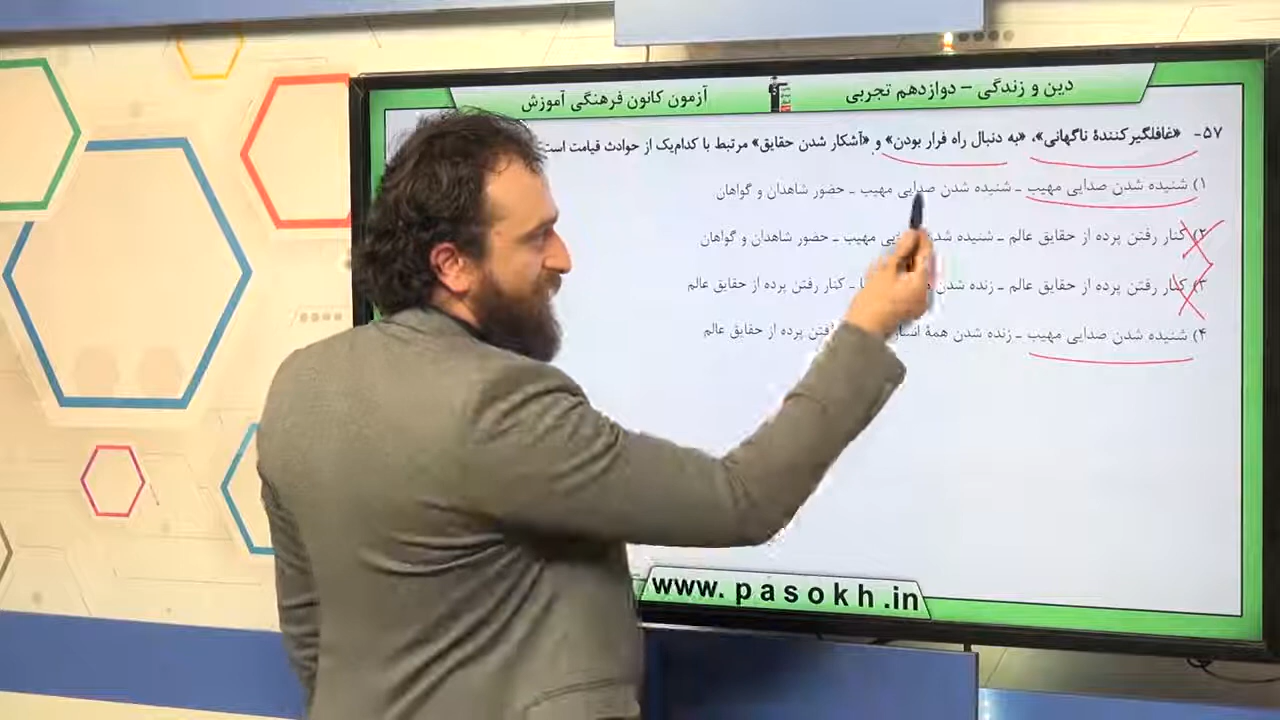 دین و زندگی - دوازدهم تجربی
آزمون کانون فرهنگی آموزش
۵۷- «غافلگیرکنندهٔ ناگهانی»، «به دنبال راه فرار بودن» و «آشکار شدن حقایق» مرتبط با کدام‌یک از حوادث قیامت است
۱) شنیده شدن صدایی مهیب ـ شنیده شدن صدایی مهیب ـ حضور شاهدان و گواهان
۲) کنار رفتن پرده از حقایق عالم ـ شنیده شدن مهیب ـ حضور شاهدان و گواهان
۳) کنار رفتن پرده از حقایق عالم ـ زنده شدن ـ کنار رفتن پرده از حقایق عالم
۴) شنیده شدن صدایی مهیب ـ زنده شدن همهٔ پرده از حقایق عالم
www.pasokh.in